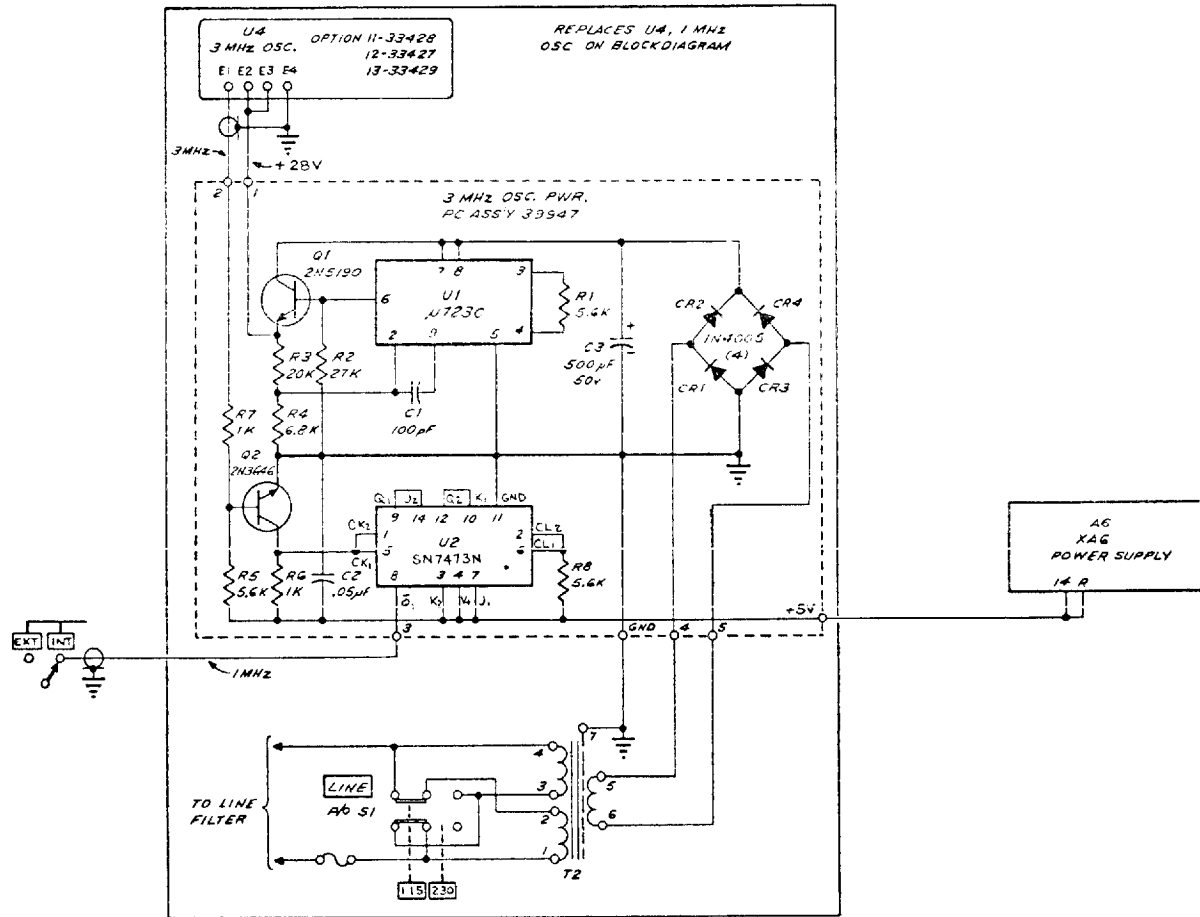 U4
3 MHz OSC.
OPTION 11-33428
12-33427
13-33429
E1 E2 E3 E4
REPLACES U4, 1 MHz
OSC ON BLOCKDIAGRAM
3MHz
+28V
2
1
3 MHz OSC. PWR.
PC ASS'Y 39947
Q1
2N5190
7 8
3
6
U1
μ723C
4
2
9
5
R1
5.6K
C3
500μF
50V
+
CR2
CR4
1N4005
(4)
CR1
CR3
R3
20K
R2
27K
C1
100pF
R7
1K
R4
6.8K
Q2
2N3646
Q1 J2 Q2 K1 GND
9 14 12 10 11
CK2
1
5
CK1
U2
SN7473N
2
6
CL2
CL1
8
3 4 7
Q̅1
K2
J1
R5
5.6K
R6
1K
C2
.05μF
R8
5.6K
A6
XA6
POWER SUPPLY
14 R
+5V
3
GND
4
5
EXT
INT
1MHz
7
4
3
2
1
5
6
T2
TO LINE
FILTER
LINE
P/O S1
115
230